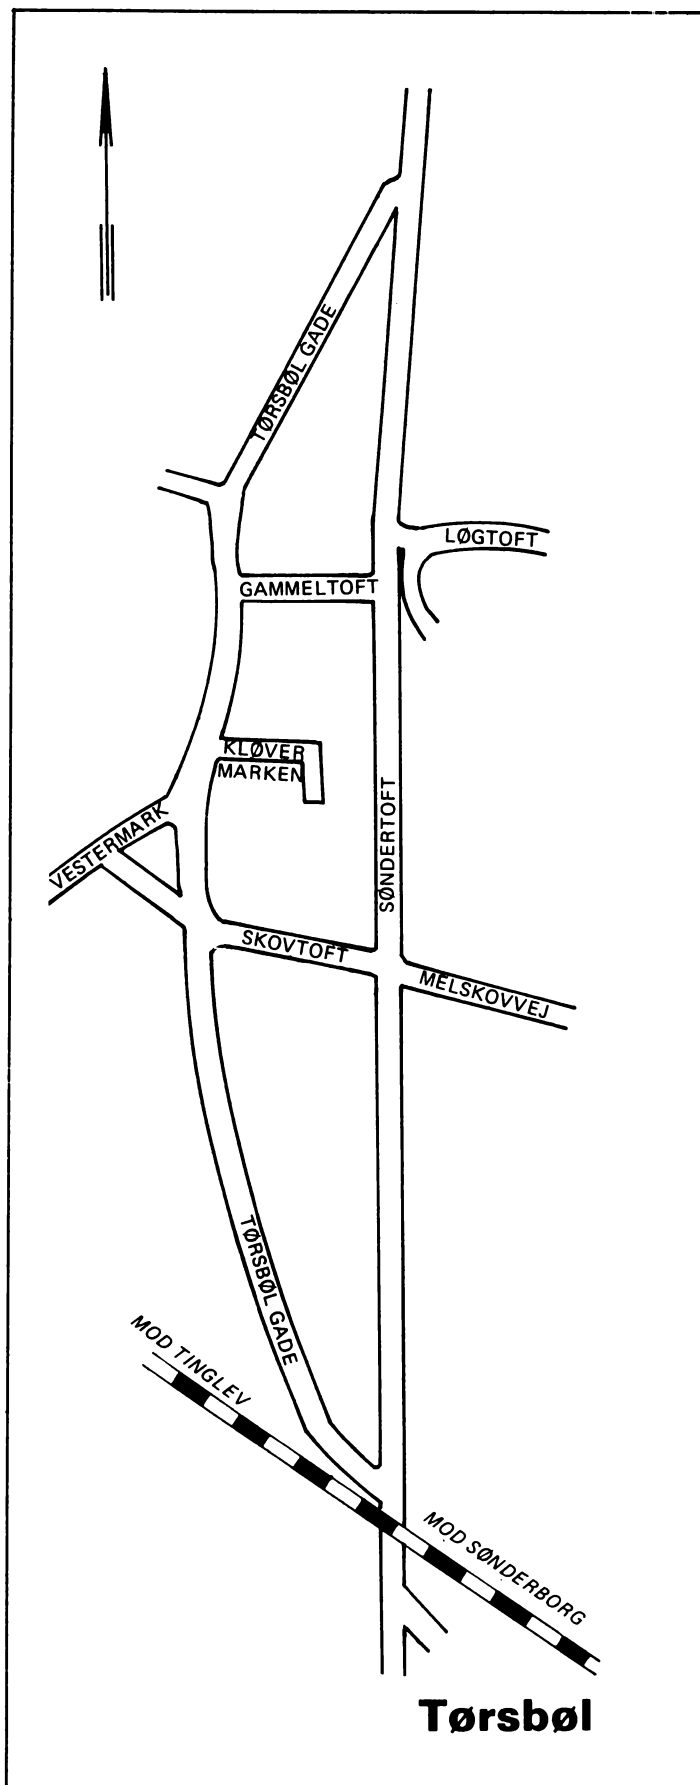 TØRSBØL GADE
LØGTOFT
GAMMELTOFT
KLØVER
MARKEN
SØNDERTOFT
VESTERMARK
SKOVTOFT
MELSKOVVEJ
TØRSBØL GADE
MOD TINGLEV
MOD SØNDERBORG
Tørsbøl